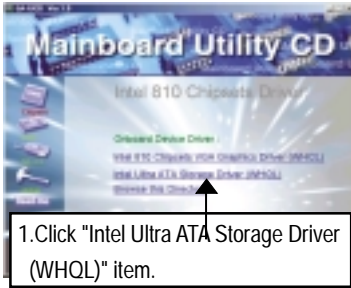 Mainboard Utility CD
Intel 810 Chipsets Driver
Onboard Device Driver :
Intel 810 Chipsets VGA Graphics Driver (WHQL)
Intel Ultra ATA Storage Driver (WHQL)
Browse this CD
1.Click "Intel Ultra ATA Storage Driver
(WHQL)" item.